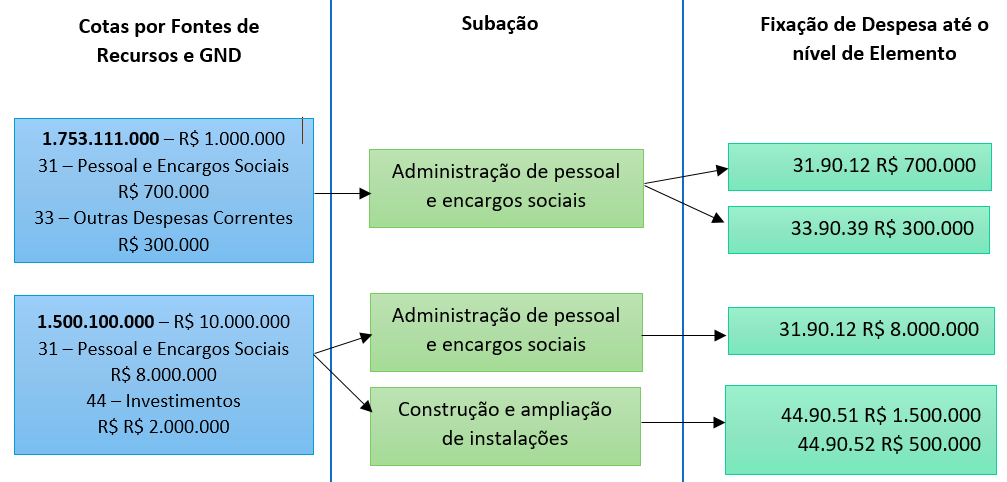 Cotas por Fontes de
Recursos e GND
Subação
Fixação de Despesa até o
nível de Elemento
1.753.111.000 – R$ 1.000.000
31 – Pessoal e Encargos Sociais
R$ 700.000
33 – Outras Despesas Correntes
R$ 300.000
Administração de pessoal
e encargos sociais
31.90.12 R$ 700.000
33.90.39 R$ 300.000
1.500.100.000 – R$ 10.000.000
31 – Pessoal e Encargos Sociais
R$ 8.000.000
44 – Investimentos
R$ R$ 2.000.000
Administração de pessoal
e encargos sociais
31.90.12 R$ 8.000.000
Construção e ampliação
de instalações
44.90.51 R$ 1.500.000
44.90.52 R$ 500.000